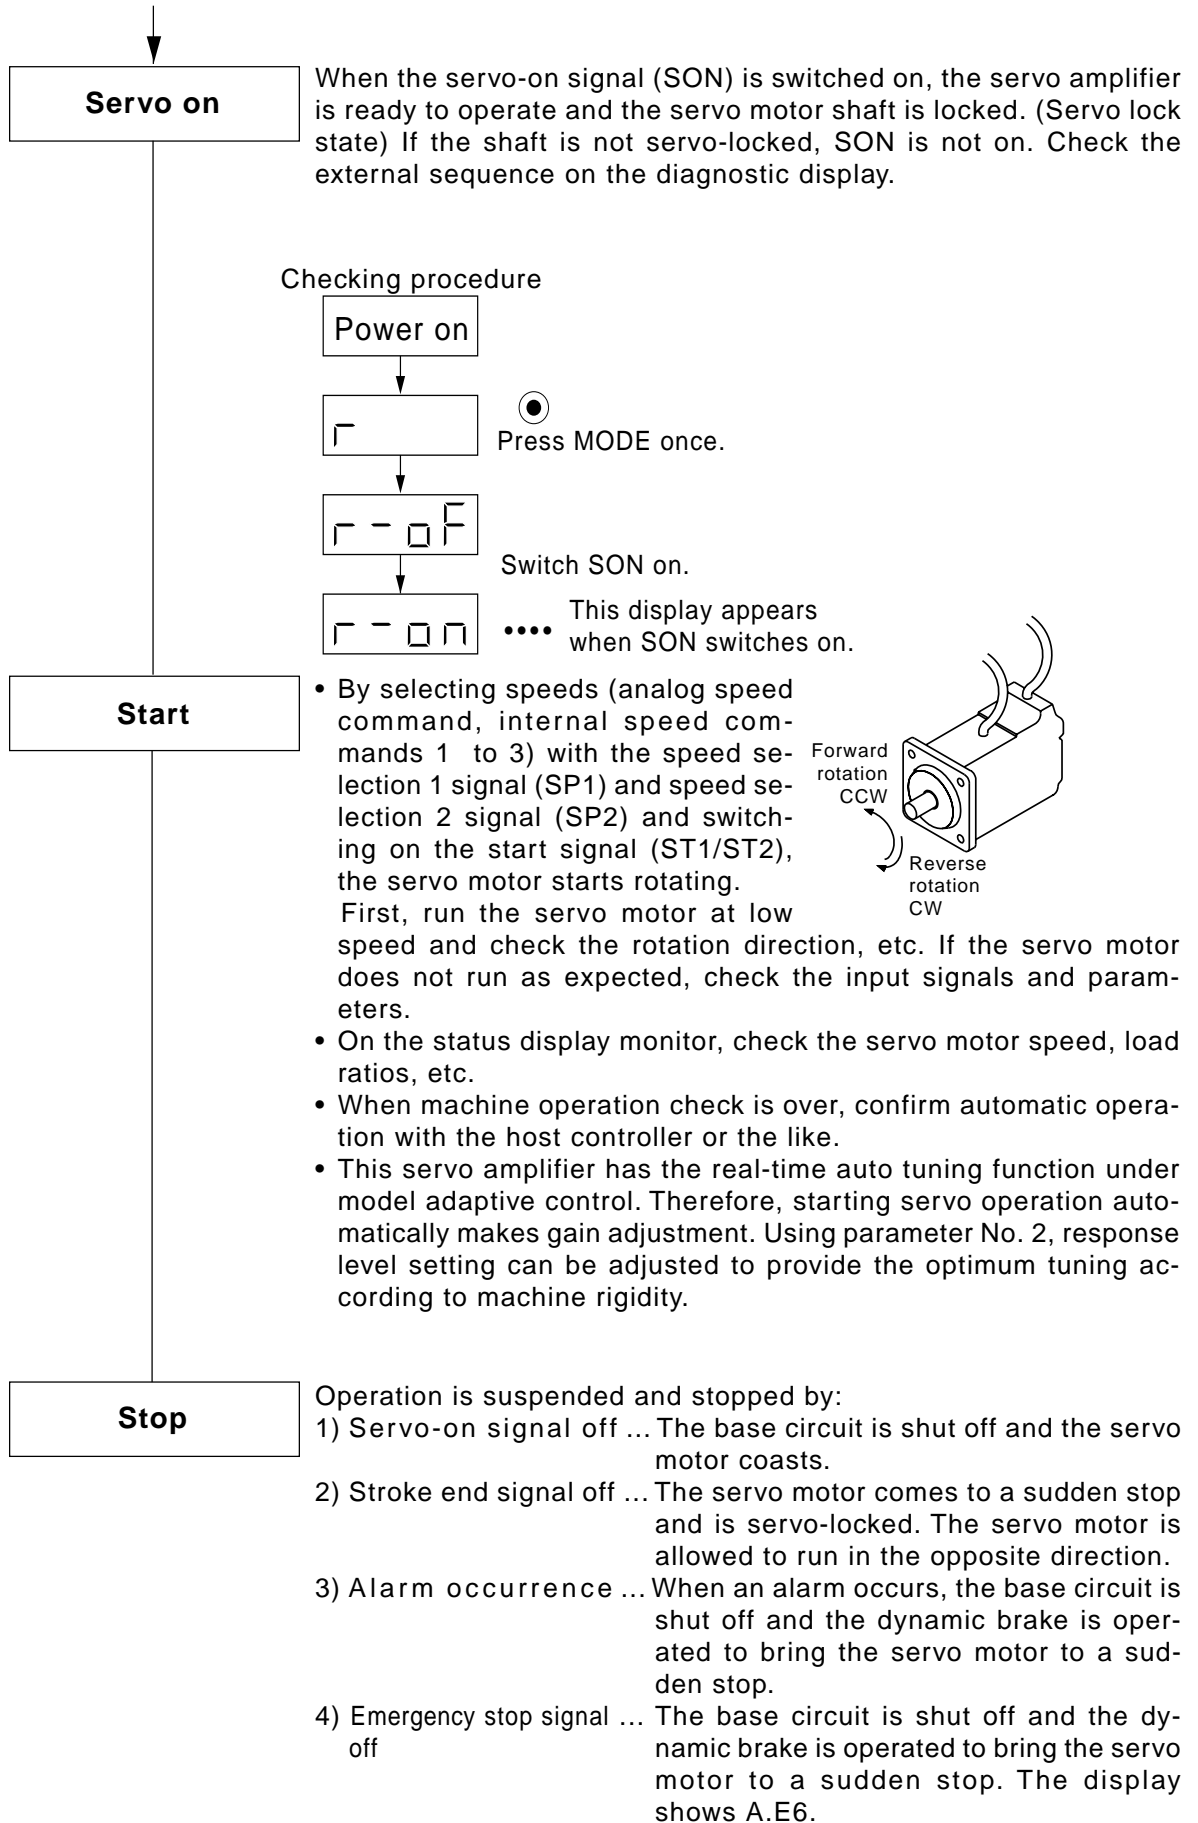 Servo on
When the servo-on signal (SON) is switched on, the servo amplifier
is ready to operate and the servo motor shaft is locked. (Servo lock
state) If the shaft is not servo-locked, SON is not on. Check the
external sequence on the diagnostic display.
Checking procedure
Power on
r
Press MODE once.
r-oF
Switch SON on.
r-on
•••• This display appears
when SON switches on.
Start
• By selecting speeds (analog speed
command, internal speed com-
mands 1 to 3) with the speed se-
lection 1 signal (SP1) and speed se-
lection 2 signal (SP2) and switch-
ing on the start signal (ST1/ST2),
the servo motor starts rotating.
First, run the servo motor at low
speed and check the rotation direction, etc. If the servo motor
does not run as expected, check the input signals and param-
eters.
Forward
rotation
CCW
Reverse
rotation
CW
• On the status display monitor, check the servo motor speed, load
ratios, etc.
• When machine operation check is over, confirm automatic opera-
tion with the host controller or the like.
• This servo amplifier has the real-time auto tuning function under
model adaptive control. Therefore, starting servo operation auto-
matically makes gain adjustment. Using parameter No. 2, response
level setting can be adjusted to provide the optimum tuning ac-
cording to machine rigidity.
Stop
Operation is suspended and stopped by:
1) Servo-on signal off ... The base circuit is shut off and the servo
motor coasts.
2) Stroke end signal off ... The servo motor comes to a sudden stop
and is servo-locked. The servo motor is
allowed to run in the opposite direction.
3) Alarm occurrence ... When an alarm occurs, the base circuit is
shut off and the dynamic brake is oper-
ated to bring the servo motor to a sud-
den stop.
4) Emergency stop signal ... The base circuit is shut off and the dy-
off namic brake is operated to bring the servo
motor to a sudden stop. The display
shows A.E6.